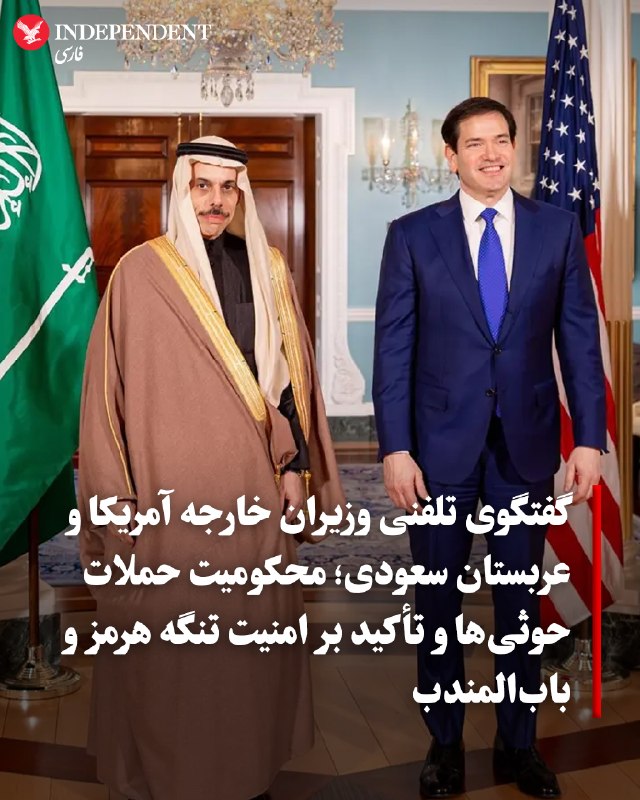 INDEPENDENT
فارسی
گفتگوی تلفنی وزیران خارجه آمریکا و
عربستان سعودی؛ محکومیت حملات
حوثی‌ها و تأکید بر امنیت تنگه هرمز و
باب‌المندب